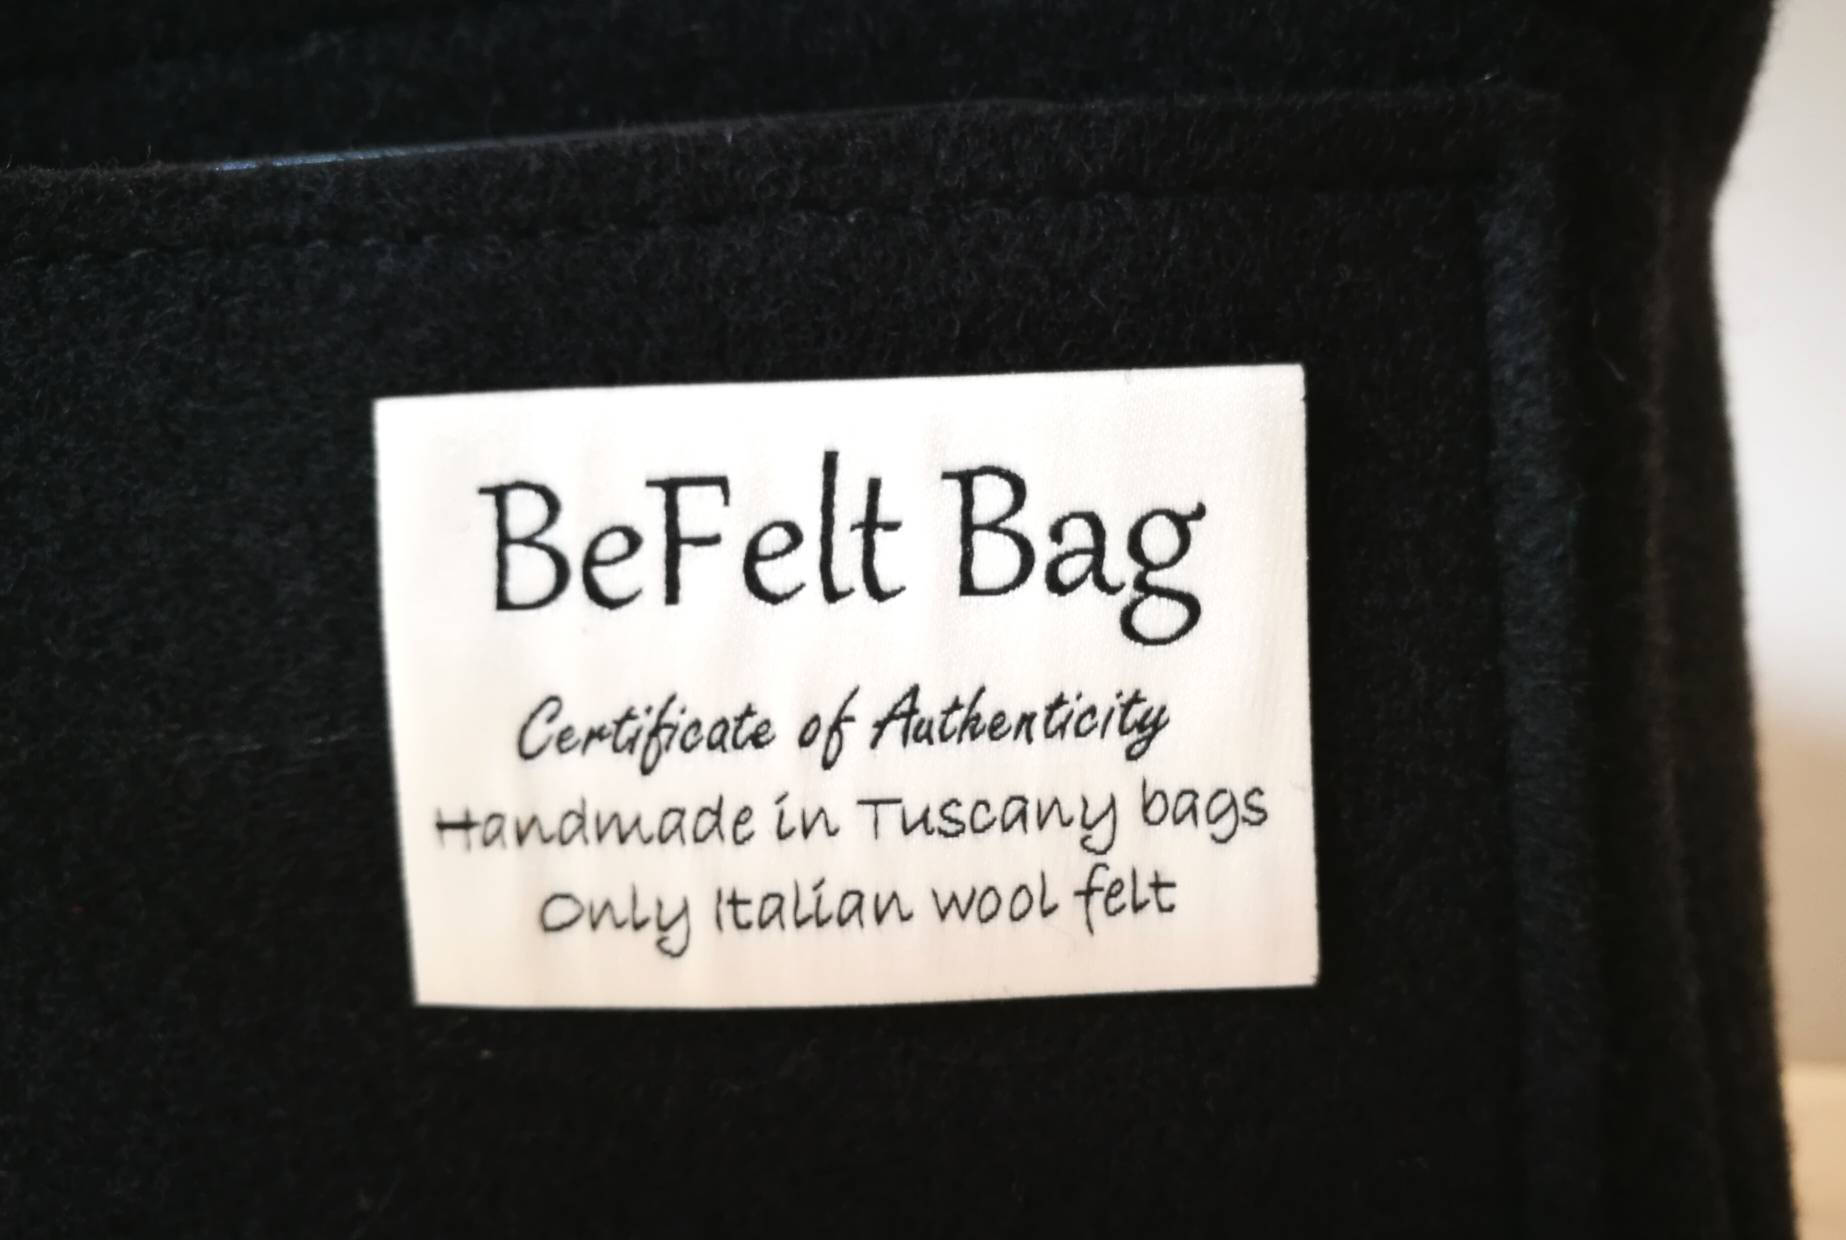 BeFelt Bag
Certificate of Authenticity
Handmade in Tuscany bags
Only Italian wool felt